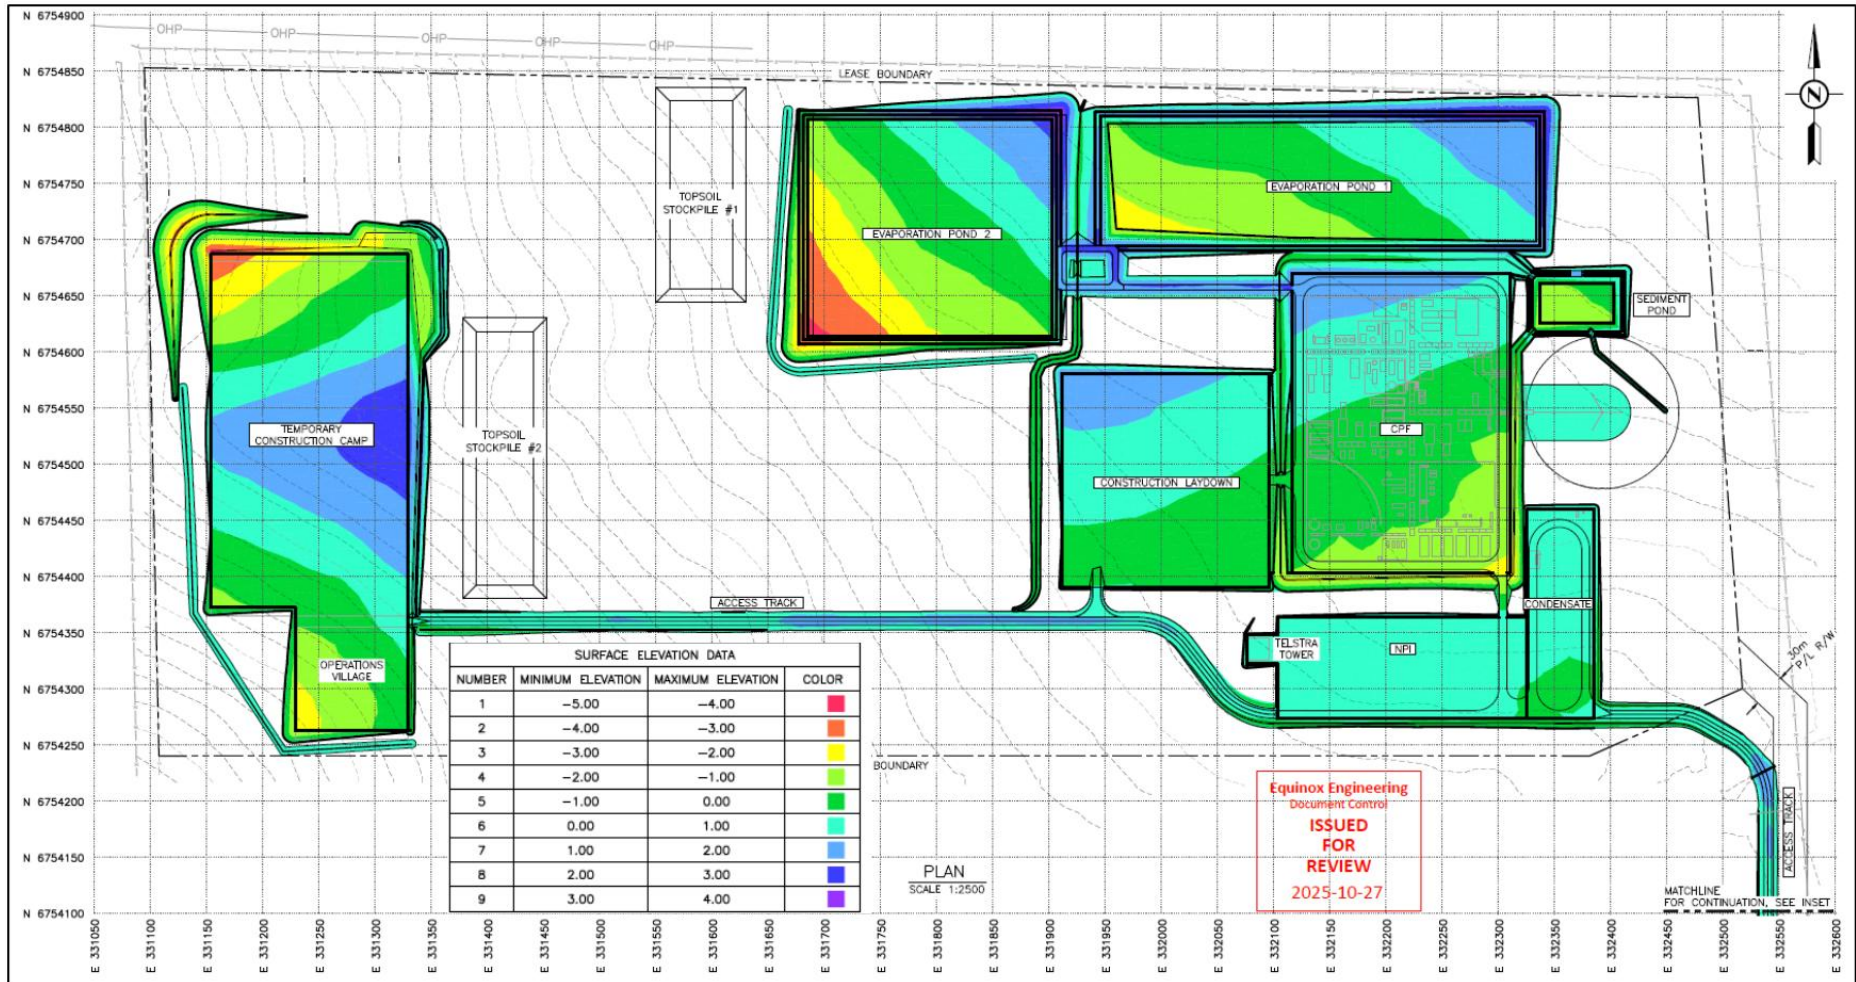 N 6754900
N 6754850
N 6754800
N 6754750
N 6754700
N 6754650
N 6754600
N 6754550
N 6754500
N 6754450
N 6754400
N 6754350
N 6754300
N 6754250
N 6754200
N 6754150
N 6754100
OHP
OHP
OHP
OHP
OHP
LEASE BOUNDARY
N
TOPSOIL
STOCKPILE #1
EVAPORATION POND 2
EVAPORATION POND 1
SEDIMENT
POND
TEMPORARY
CONSTRUCTION CAMP
TOPSOIL
STOCKPILE #2
CPF
CONSTRUCTION LAYDOWN
ACCESS TRACK
CONDENSATE
OPERATIONS
VILLAGE
TELSTRA
TOWER
NPI
30m
P/L R/W
SURFACE ELEVATION DATA
NUMBER MINIMUM ELEVATION MAXIMUM ELEVATION COLOR
1 -5.00 -4.00
2 -4.00 -3.00
3 -3.00 -2.00
4 -2.00 -1.00
5 -1.00 0.00
6 0.00 1.00
7 1.00 2.00
8 2.00 3.00
9 3.00 4.00
BOUNDARY
Equinox Engineering
Document Control
ISSUED
FOR
REVIEW
2025-10-27
PLAN
SCALE 1:2500
ACCESS TRACK
MATCHLINE
FOR CONTINUATION, SEE INSET
E 331050
E 331100
E 331150
E 331200
E 331250
E 331300
E 331350
E 331400
E 331450
E 331500
E 331550
E 331600
E 331650
E 331700
E 331750
E 331800
E 331850
E 331900
E 331950
E 332000
E 332050
E 332100
E 332150
E 332200
E 332250
E 332300
E 332350
E 332400
E 332450
E 332500
E 332550
E 332600